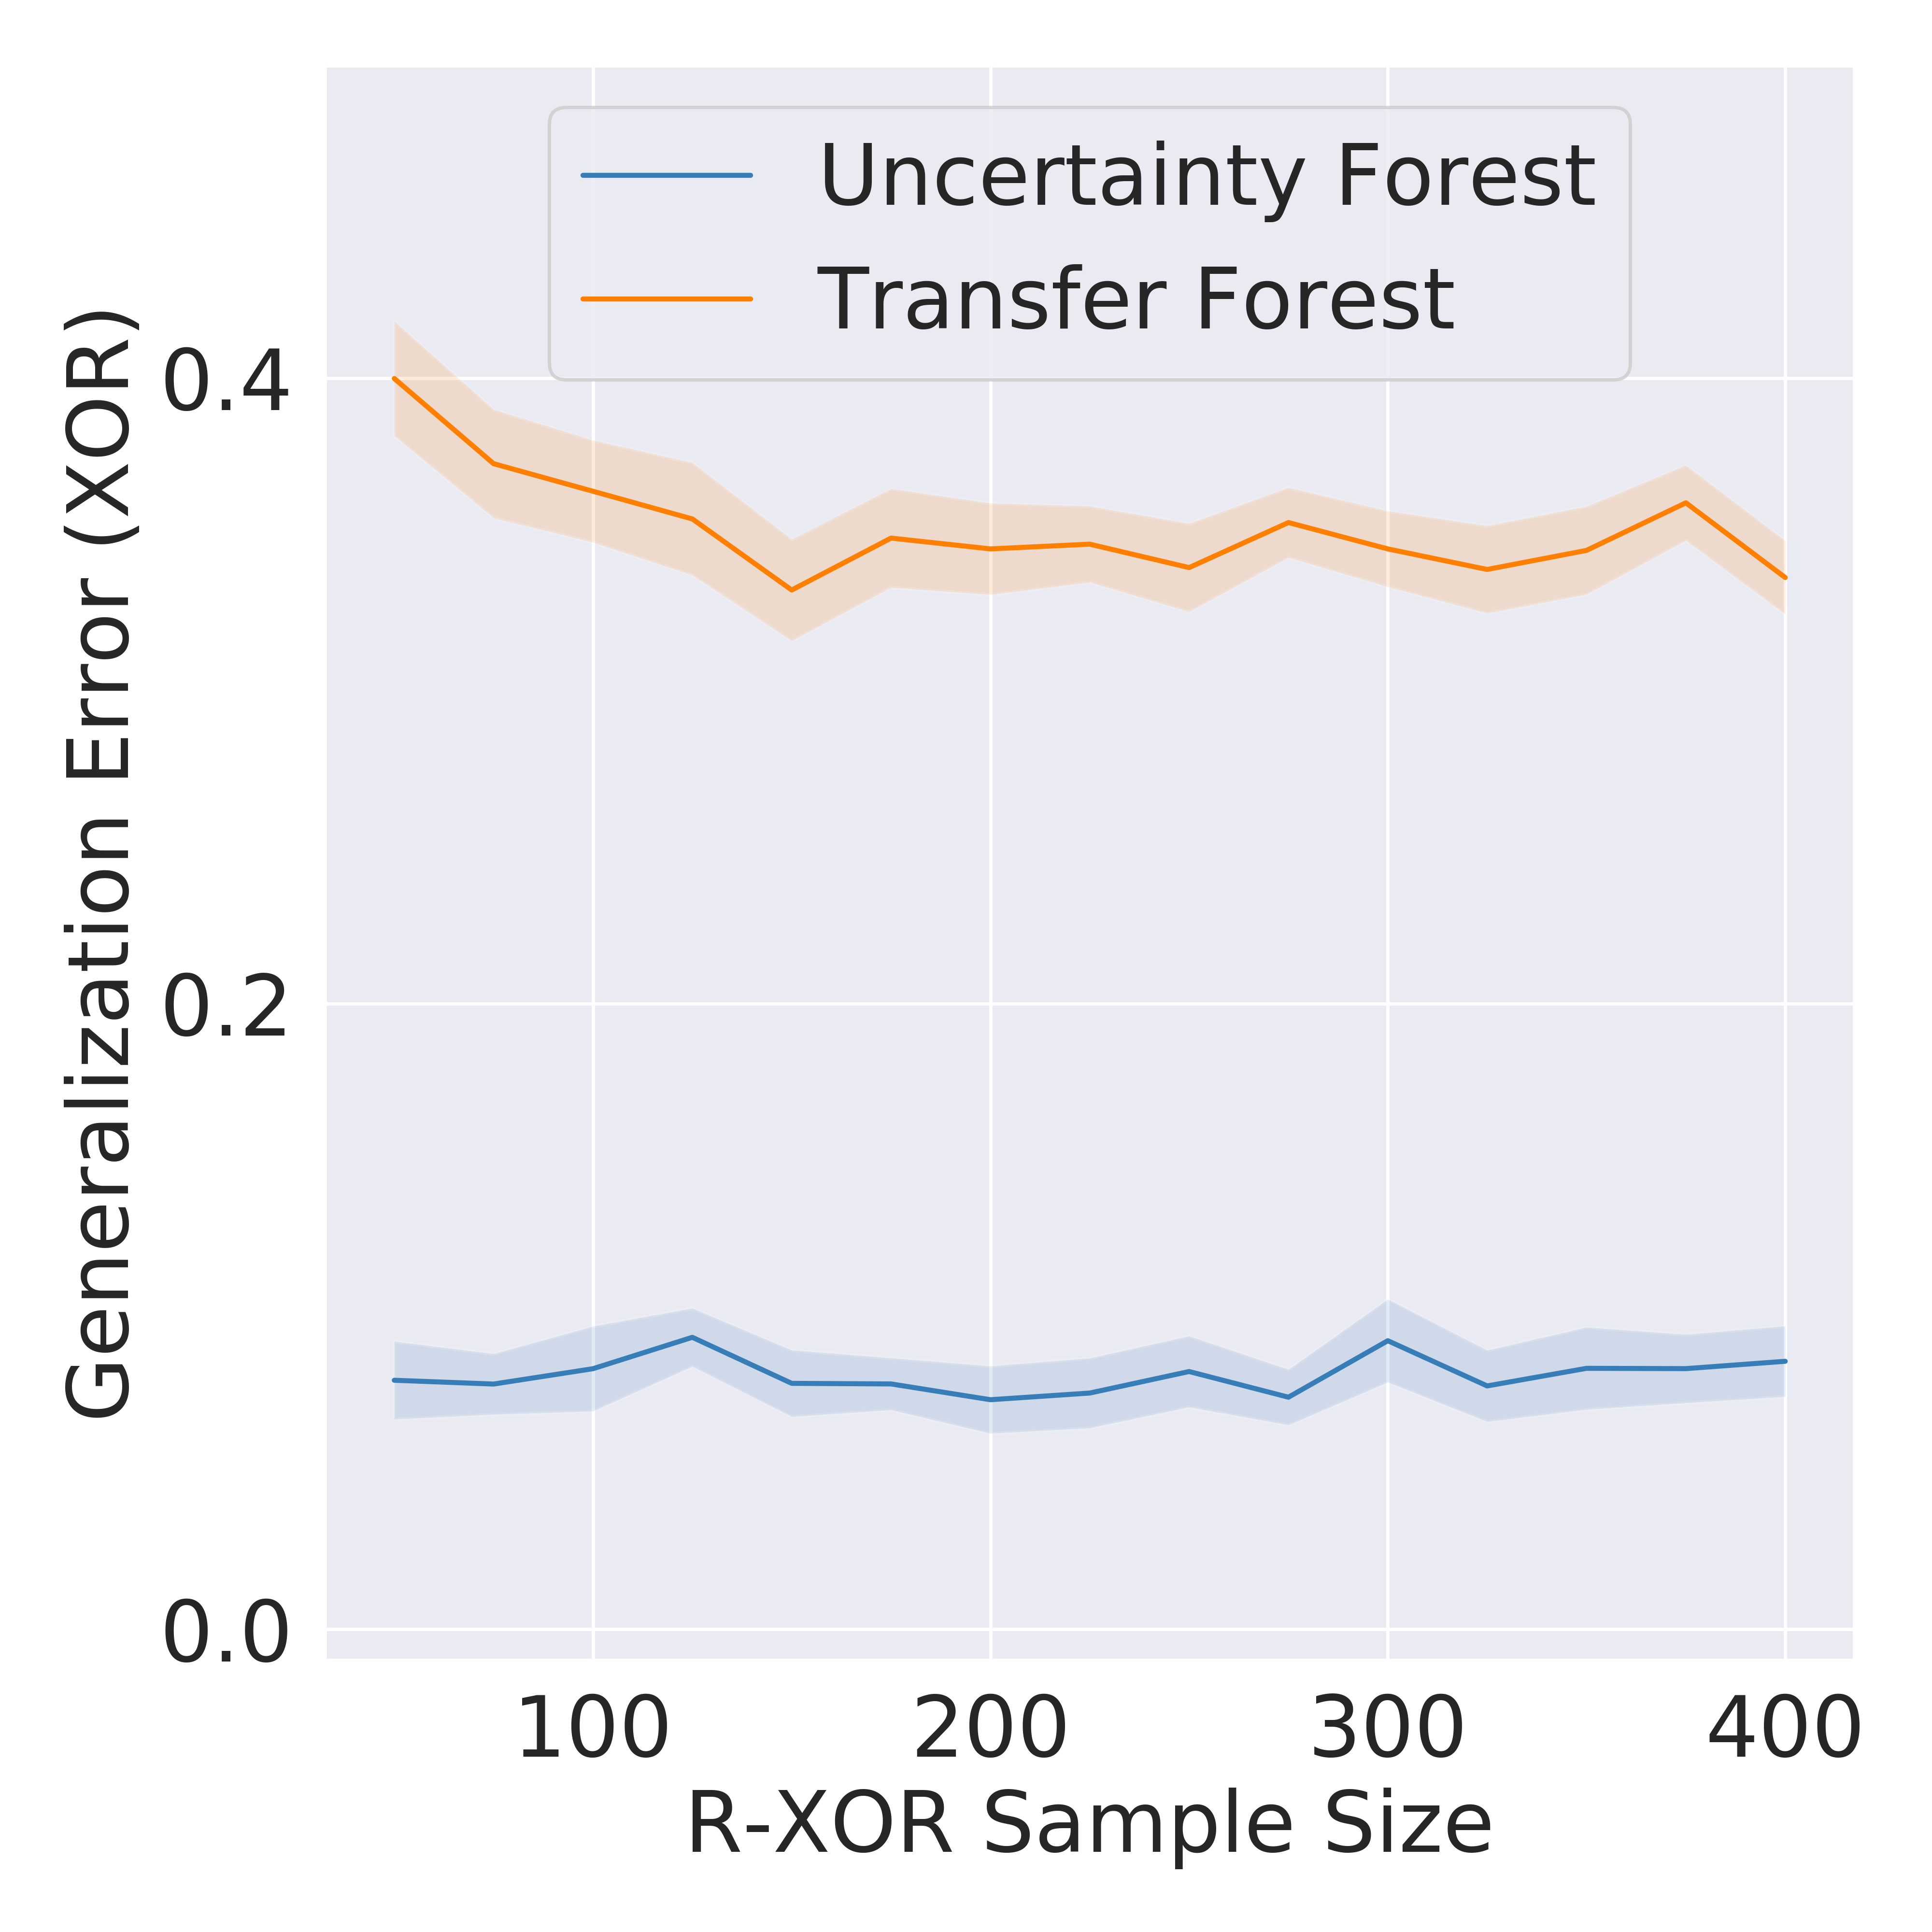 Uncertainty Forest
Transfer Forest
Generalization Error (XOR)
0.4
0.2
0.0
100 200 300 400
R-XOR Sample Size